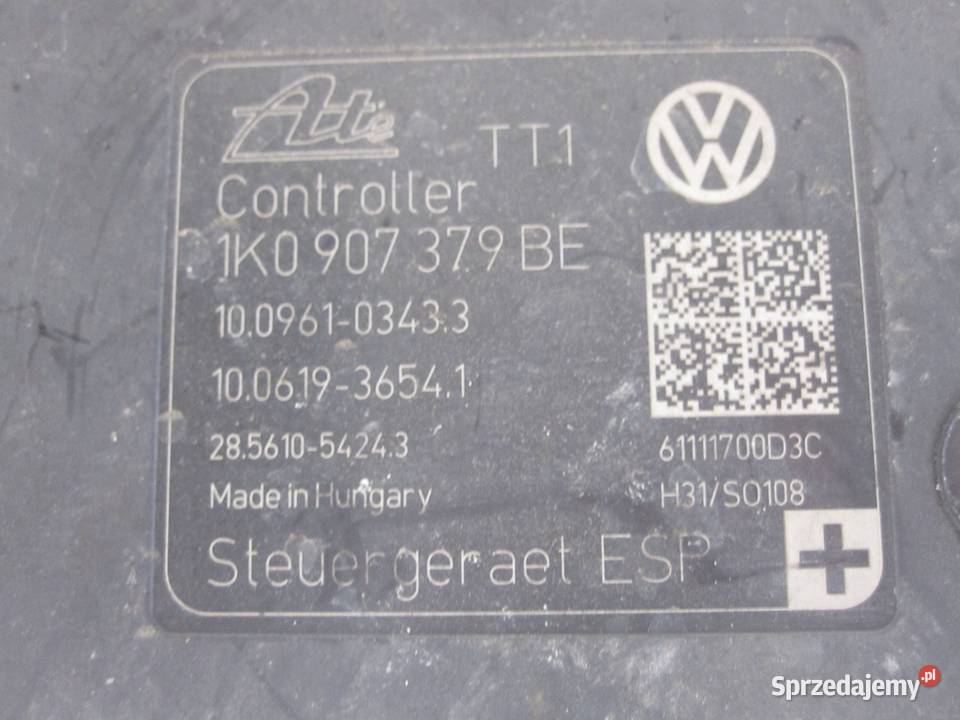 Ate
TT1
Controller
1K0 907 379 BE
10.0961-0343.3
10.0619-3654.1
28.5610-5424.3
61111700D3C
Made in Hungary
H31/SO108
Steuergeraet ESP
Sprzedajemy.pl